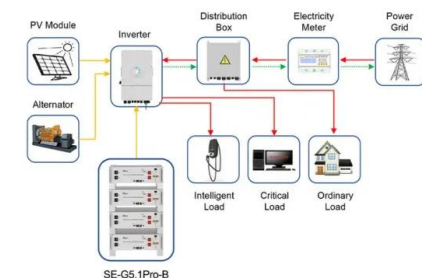 PV Module
Inverter
Distribution
Box
Electricity
Meter
Power
Grid
Alternator
Intelligent
Load
Critical
Load
Ordinary
Load
SE-G5.1Pro-B